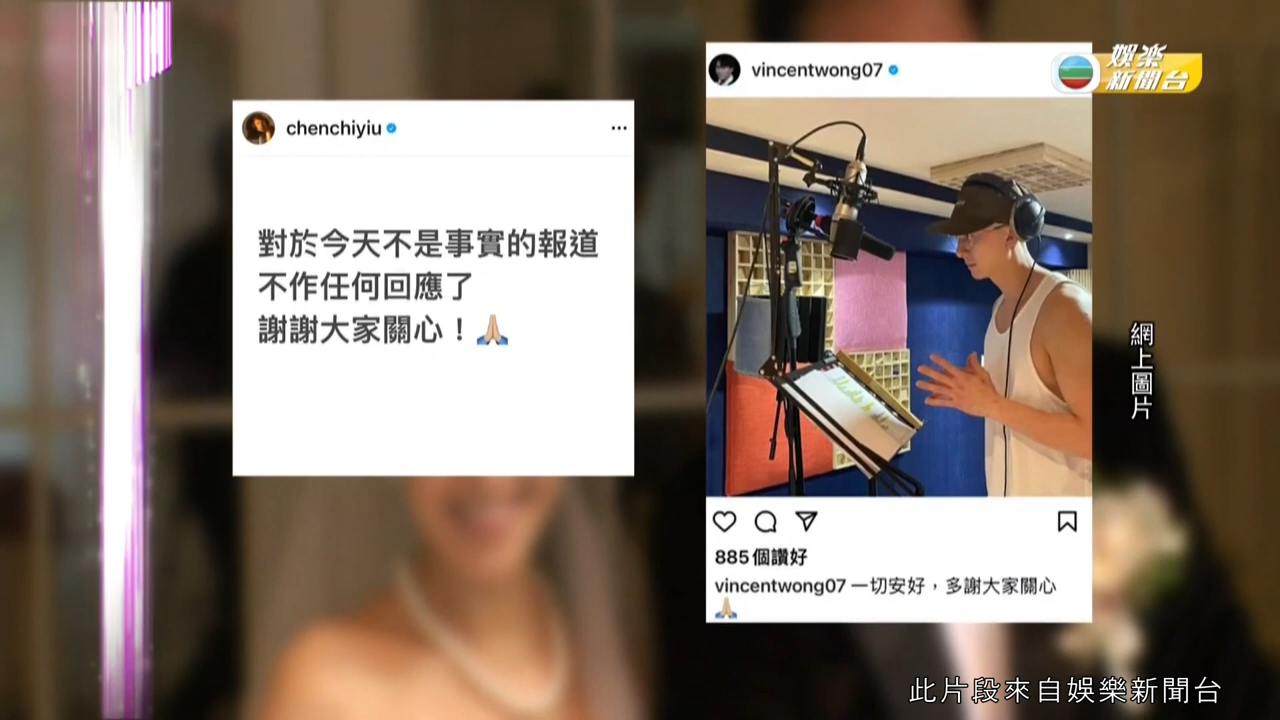 chenchiyiu
對於今天不是事實的報道
不作任何回應了
謝謝大家關心！🙏🏼
vincentwong07
885 個讚好
vincentwong07 一切安好，多謝大家關心
🙏🏼
娛樂
新聞台
網上圖片
此片段來自娛樂新聞台